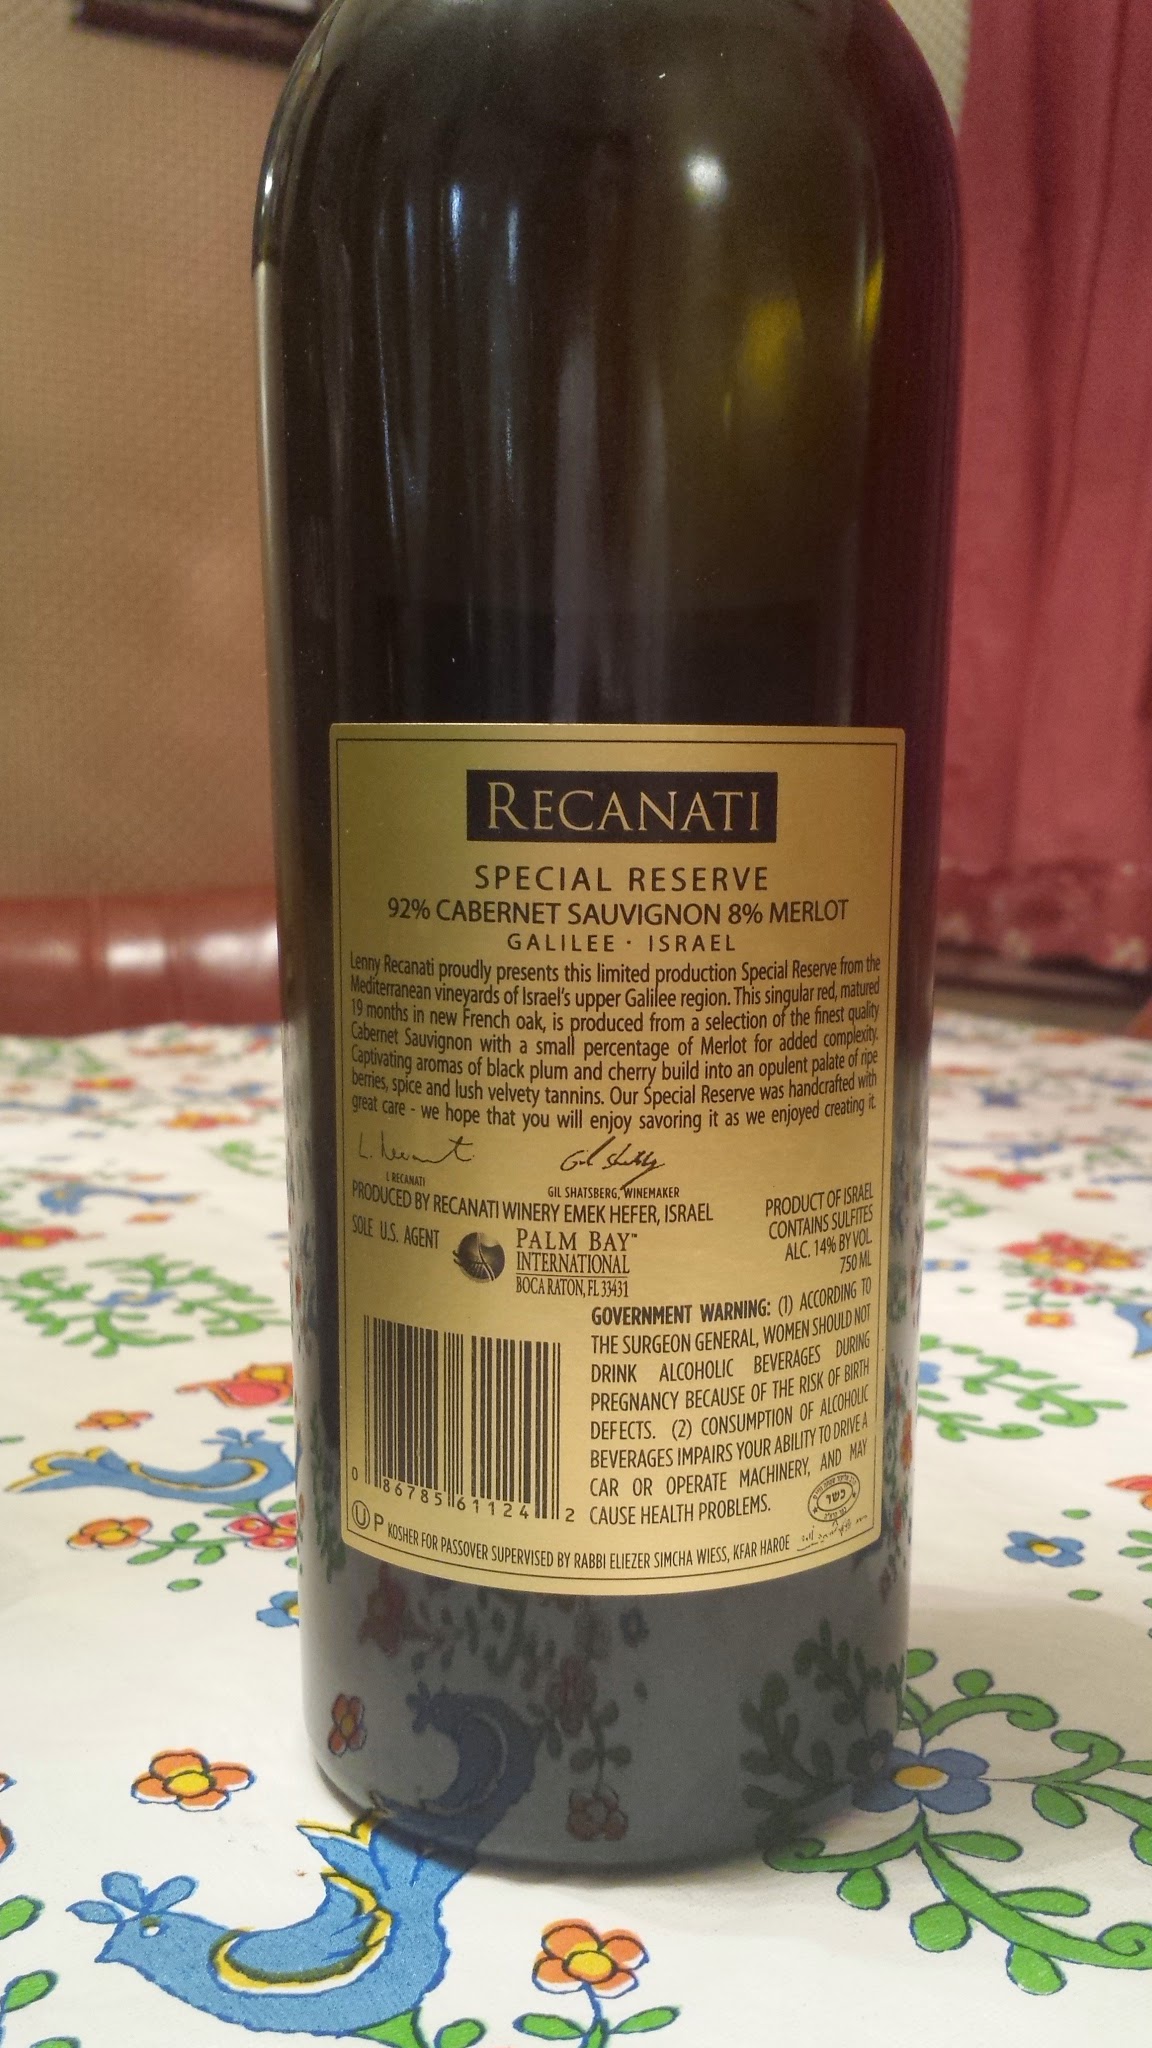 RECANATI
SPECIAL RESERVE
92% CABERNET SAUVIGNON 8% MERLOT
GALILEE · ISRAEL
Lenny Recanati proudly presents this limited production Special Reserve from the
Mediterranean vineyards of Israel's upper Galilee region. This singular red, matured
19 months in new French oak, is produced from a selection of the finest quality
Cabernet Sauvignon with a small percentage of Merlot for added complexity.
Captivating aromas of black plum and cherry build into an opulent palate of ripe
berries, spice and lush velvety tannins. Our Special Reserve was handcrafted with
great care - we hope that you will enjoy savoring it as we enjoyed creating it.
L RECANATI
GIL SHATSBERG, WINEMAKER
PRODUCED BY RECANATI WINERY EMEK HEFER, ISRAEL
PRODUCT OF ISRAEL
CONTAINS SULFITES
ALC. 14% BY VOL
750 ML
SOLE U.S. AGENT
PALM BAY™
INTERNATIONAL
BOCA RATON, FL 33431
GOVERNMENT WARNING: (1) ACCORDING TO
THE SURGEON GENERAL, WOMEN SHOULD NOT
DRINK ALCOHOLIC BEVERAGES DURING
PREGNANCY BECAUSE OF THE RISK OF BIRTH
DEFECTS. (2) CONSUMPTION OF ALCOHOLIC
BEVERAGES IMPAIRS YOUR ABILITY TO DRIVE A
CAR OR OPERATE MACHINERY, AND MAY
CAUSE HEALTH PROBLEMS.
0 86785 61124 2
כשר
U P KOSHER FOR PASSOVER SUPERVISED BY RABBI ELIEZER SIMCHA WIESS, KFAR HAROE